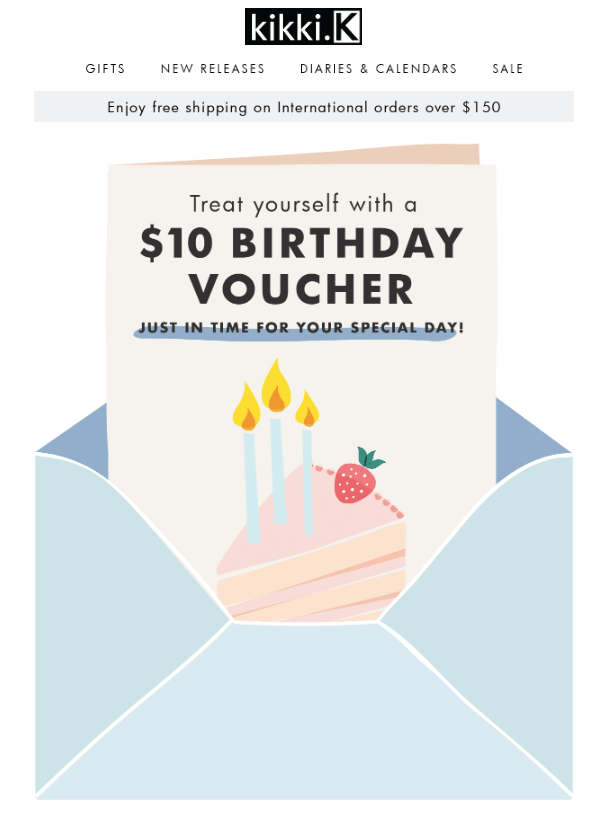 kikki.K
GIFTS NEW RELEASES DIARIES & CALENDARS SALE
Enjoy free shipping on International orders over $150
Treat yourself with a
$10 BIRTHDAY
VOUCHER
JUST IN TIME FOR YOUR SPECIAL DAY!